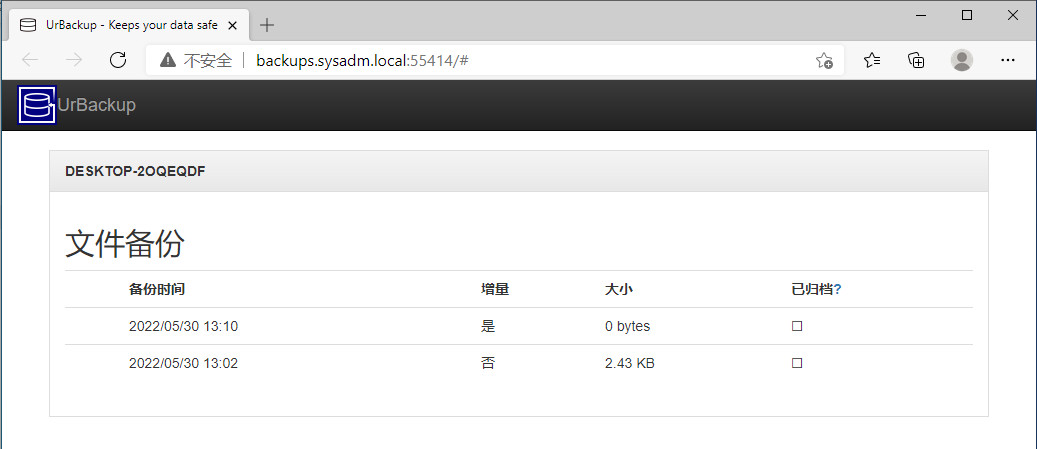 UrBackup - Keeps your data safe
不安全 backups.sysadm.local:55414/#
UrBackup
DESKTOP-2OQEQDF
文件备份
备份时间 增量 大小 已归档?
2022/05/30 13:10 是 0 bytes
2022/05/30 13:02 否 2.43 KB